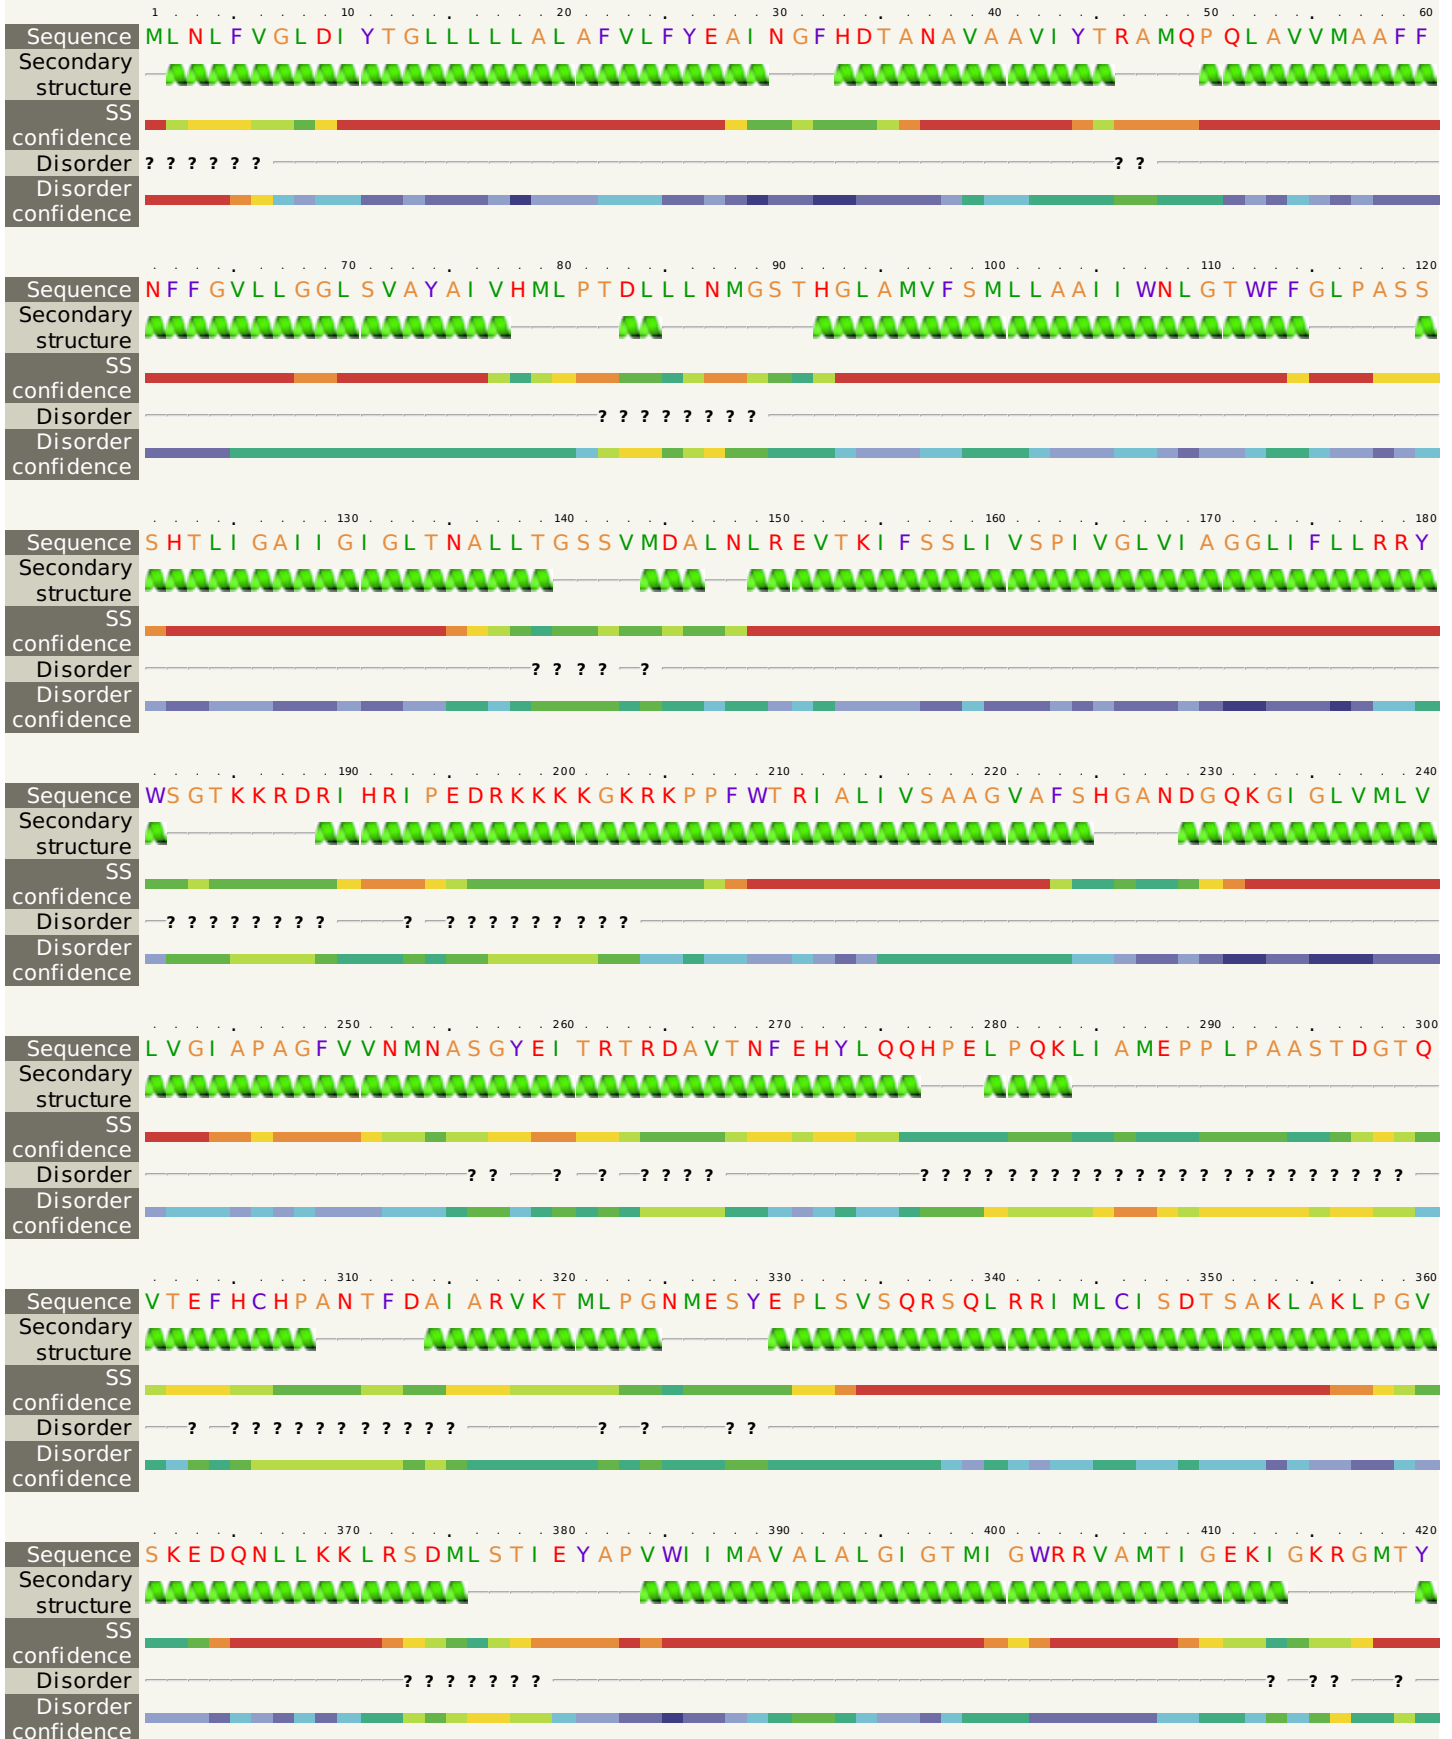 1 10 20 30 40 50 60
Sequence MLNLFVGLDIYTGLLLLLALAFVLFYEAINGFHDTANAVAAVIYTRAMQPQLAVVMAAFF
Secondary
structure
SS
confidence
Disorder ? ? ? ? ? ? ? ?
Disorder
confidence
70 80 90 100 110 120
Sequence NFFGVLLGGLSVAYAIVHMLPTDLLLNMGSTHGLAMVFSMLLAAIIWNLGTWFFGLPASS
Secondary
structure
SS
confidence
Disorder ? ? ? ? ? ? ? ?
Disorder
confidence
130 140 150 160 170 180
Sequence SHTLIGAIIGIGLTNALLTGSSVMDALNLREVTKIFSSLIVSPIVGLVIAGGLIFLLRRY
Secondary
structure
SS
confidence
Disorder ? ? ? ? ?
Disorder
confidence
190 200 210 220 230 240
Sequence WSGTKKRDRIHRIPEDRKKKKGKRKPPFWTRIALIVSAAGVAFSHGANDGQKGIGLVMLV
Secondary
structure
SS
confidence
Disorder ? ? ? ? ? ? ? ? ? ? ? ? ? ? ? ? ? ?
Disorder
confidence
250 260 270 280 290 300
Sequence LVGIAPAGFVVNMNASGYEITRTRDAVTNFEHYLQQHPELPQKLIAMEPPLPAASTDGTQ
Secondary
structure
SS
confidence
Disorder ? ? ? ? ? ? ? ? ? ? ? ? ? ? ? ? ? ? ? ? ? ? ? ? ? ? ? ? ? ? ?
Disorder
confidence
310 320 330 340 350 360
Sequence VTEFHCHPANTFDAIARVKTMLPGNMESYEPLSVSQRSQLRRIMLCISDTSAKLAKLPGV
Secondary
structure
SS
confidence
Disorder ? ? ? ? ? ? ? ? ? ? ? ? ? ? ? ?
Disorder
confidence
370 380 390 400 410 420
Sequence SKEDQNLLKKLRSDMLSTIEYAPVWIIMAVALALGIGTMIGWRRVAMTIGEKIGKRGMTY
Secondary
structure
SS
confidence
Disorder ? ? ? ? ? ? ? ? ? ? ?
Disorder
confidence